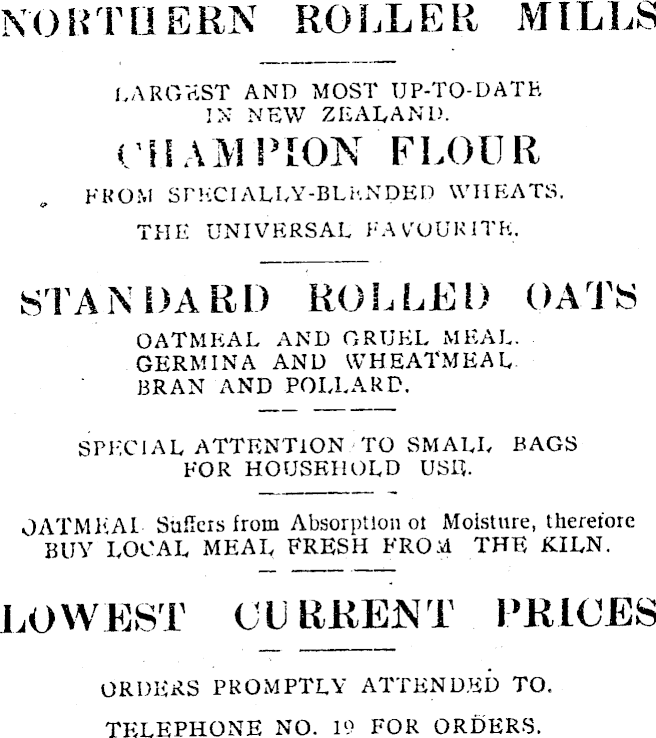 NORTHERN ROLLER MILLS
LARGEST AND MOST UP-TO-DATE
IN NEW ZEALAND.
CHAMPION FLOUR
FROM SPECIALLY-BLENDED WHEATS.
THE UNIVERSAL FAVOURITE.
STANDARD ROLLED OATS
OATMEAL AND GRUEL MEAL.
GERMINA AND WHEATMEAL
BRAN AND POLLARD.
SPECIAL ATTENTION TO SMALL BAGS
FOR HOUSEHOLD USE.
OATMEAL Suffers from Absorption of Moisture, therefore
BUY LOCAL MEAL FRESH FROM THE KILN.
LOWEST CURRENT PRICES
ORDERS PROMPTLY ATTENDED TO.
TELEPHONE NO. 19 FOR ORDERS.